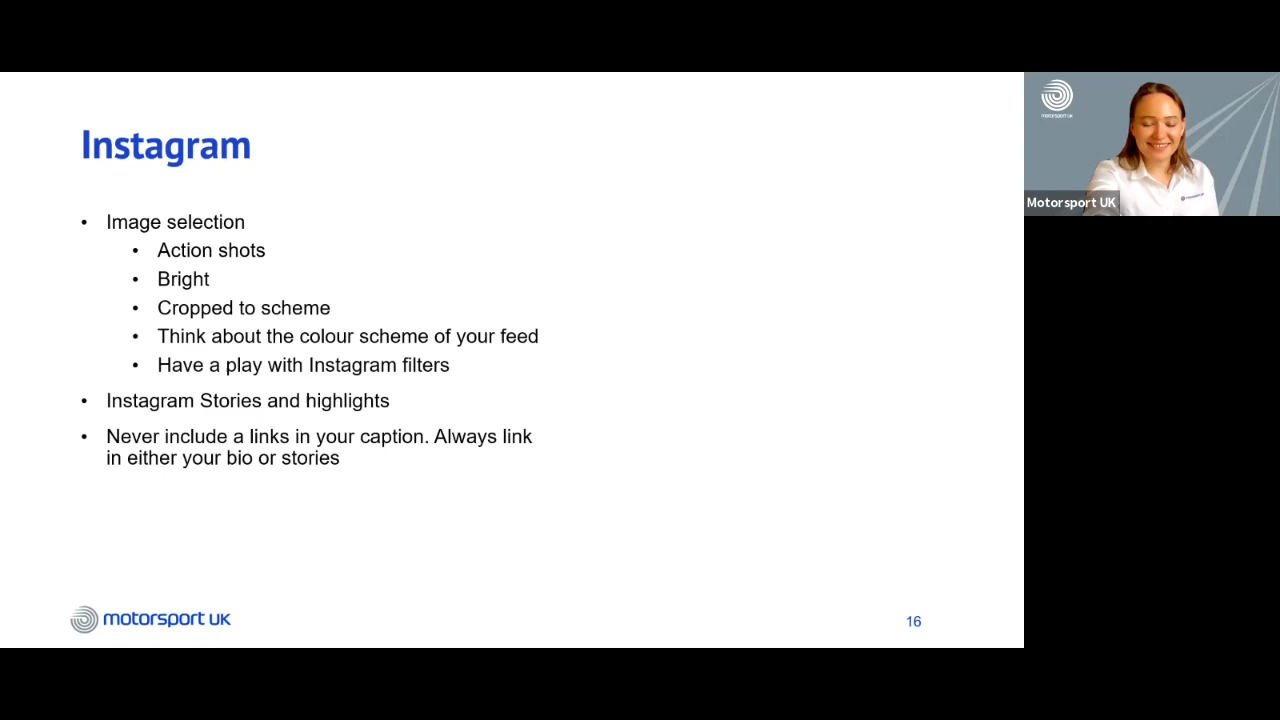 Instagram
• Image selection
• Action shots
• Bright
• Cropped to scheme
• Think about the colour scheme of your feed
• Have a play with Instagram filters
• Instagram Stories and highlights
• Never include a links in your caption. Always link
in either your bio or stories
motorsport UK
16
motorsport UK
Motorsport UK